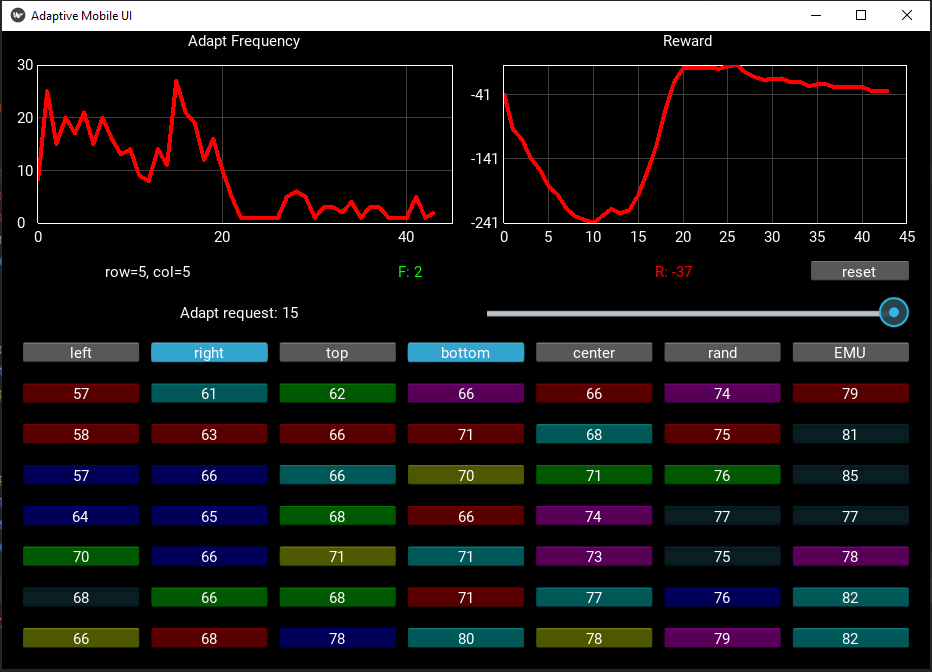 Adaptive Mobile UI
Adapt Frequency
Reward
30
20
10
0
0 20 40
-41
-141
-241
0 5 10 15 20 25 30 35 40 45
row=5, col=5 F: 2 R: -37 reset
Adapt request: 15
left right top bottom center rand EMU
57 61 62 66 66 74 79
58 63 66 71 68 75 81
57 66 66 70 71 76 85
64 65 68 66 74 77 77
70 66 71 71 73 75 78
68 66 68 71 77 76 82
66 68 78 80 78 79 82